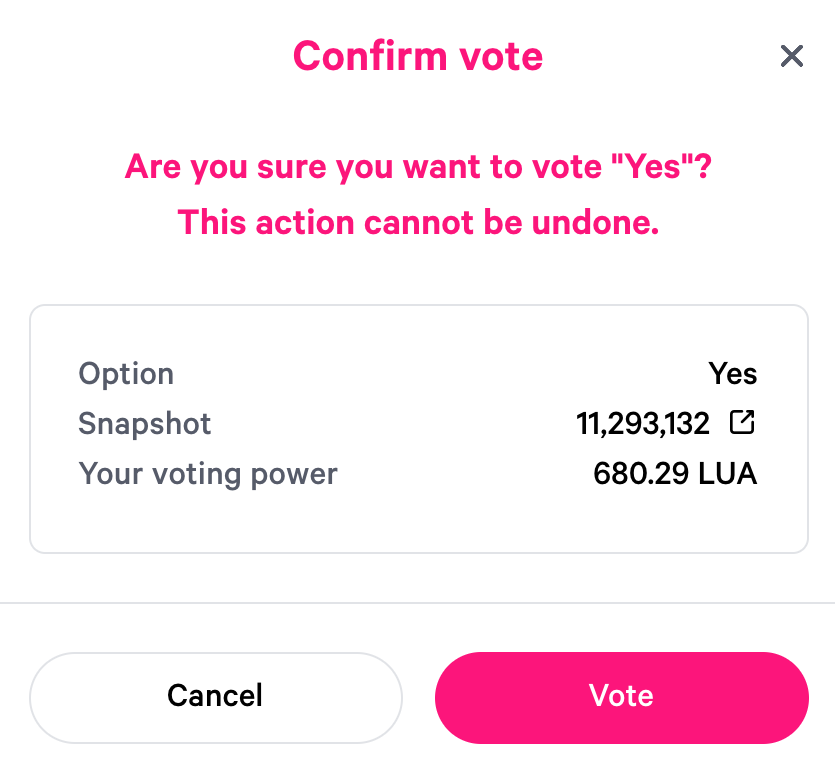 Confirm vote
Are you sure you want to vote "Yes"?
This action cannot be undone.
Option Yes
Snapshot 11,293,132
Your voting power 680.29 LUA
Cancel Vote